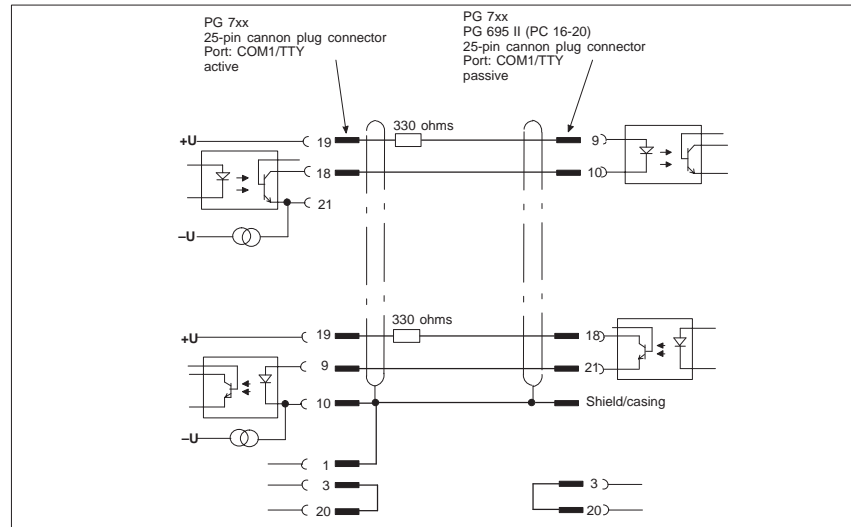 PG 7xx
25-pin cannon plug connector
Port: COM1/TTY
active
PG 7xx
PG 695 II (PC 16-20)
25-pin cannon plug connector
Port: COM1/TTY
passive
330 ohms
+U
19
9
18
10
21
–U
330 ohms
+U
19
18
9
21
10
Shield/casing
–U
1
3
3
20
20